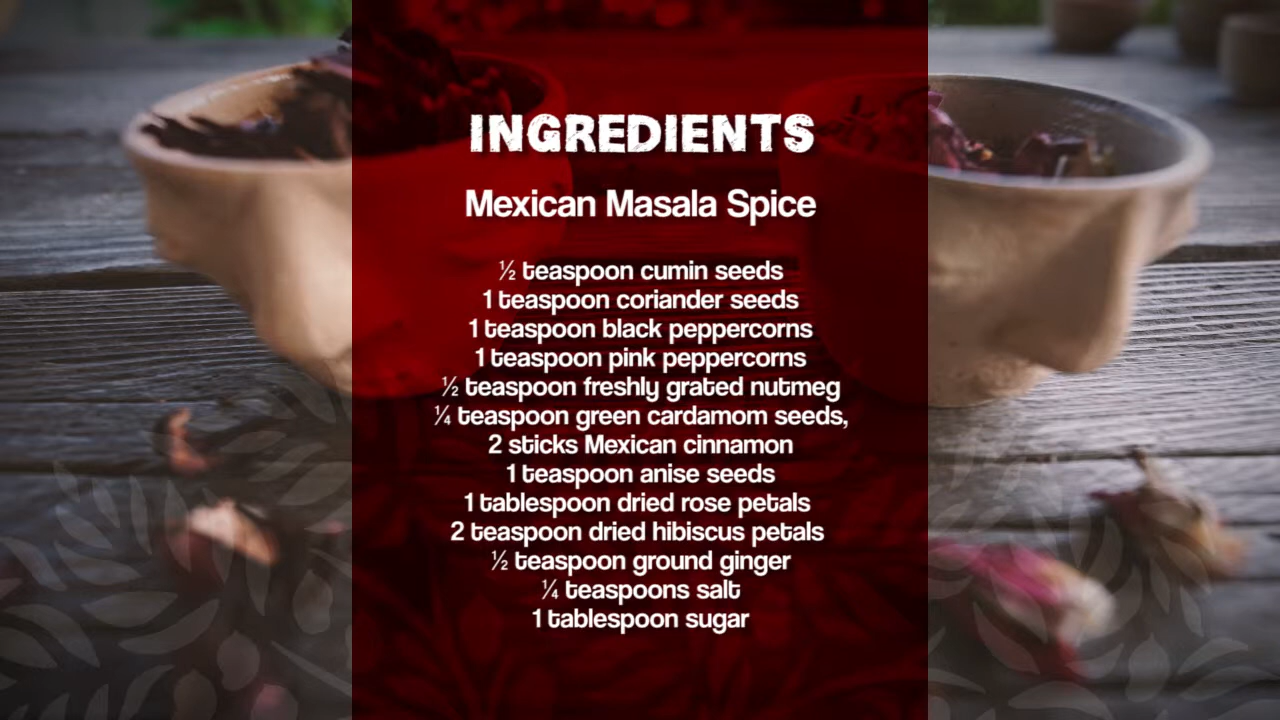 INGREDIENTS
Mexican Masala Spice
½ teaspoon cumin seeds
1 teaspoon coriander seeds
1 teaspoon black peppercorns
1 teaspoon pink peppercorns
½ teaspoon freshly grated nutmeg
¼ teaspoon green cardamom seeds,
2 sticks Mexican cinnamon
1 teaspoon anise seeds
1 tablespoon dried rose petals
2 teaspoon dried hibiscus petals
½ teaspoon ground ginger
¼ teaspoons salt
1 tablespoon sugar